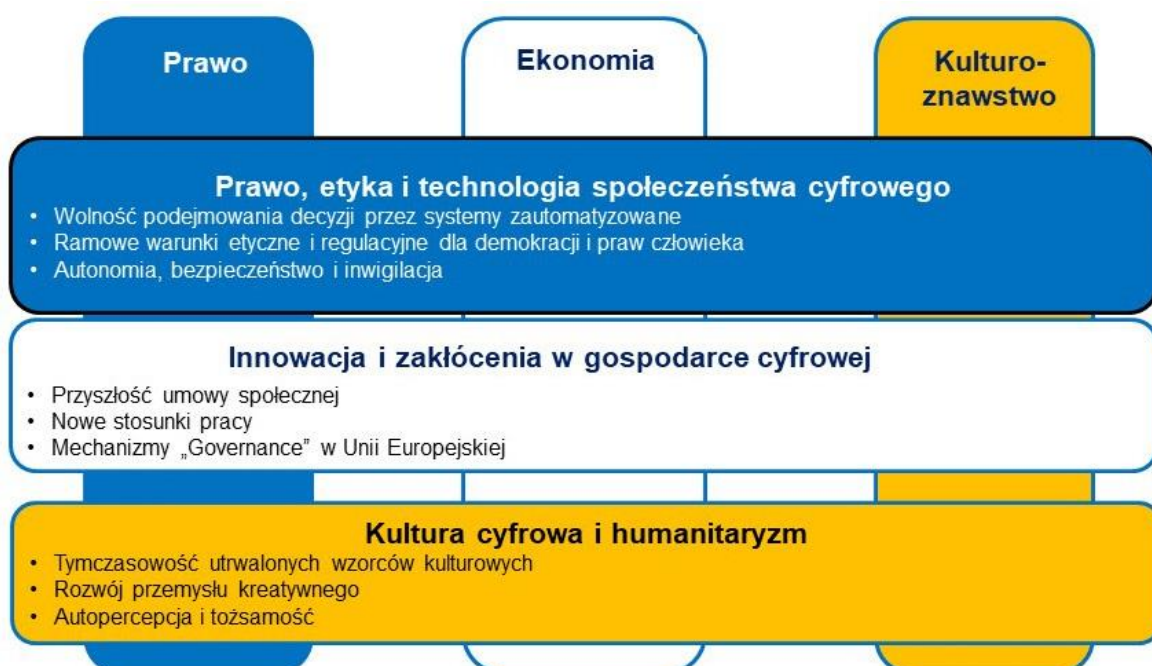 Prawo
Ekonomia
Kulturo-
znawstwo
Prawo, etyka i technologia społeczeństwa cyfrowego
• Wolność podejmowania decyzji przez systemy zautomatyzowane
• Ramowe warunki etyczne i regulacyjne dla demokracji i praw człowieka
• Autonomia, bezpieczeństwo i inwigilacja
Innowacja i zakłócenia w gospodarce cyfrowej
• Przyszłość umowy społecznej
• Nowe stosunki pracy
• Mechanizmy „Governance” w Unii Europejskiej
Kultura cyfrowa i humanitaryzm
• Tymczasowość utrwalonych wzorców kulturowych
• Rozwój przemysłu kreatywnego
• Autopercepcja i tożsamość